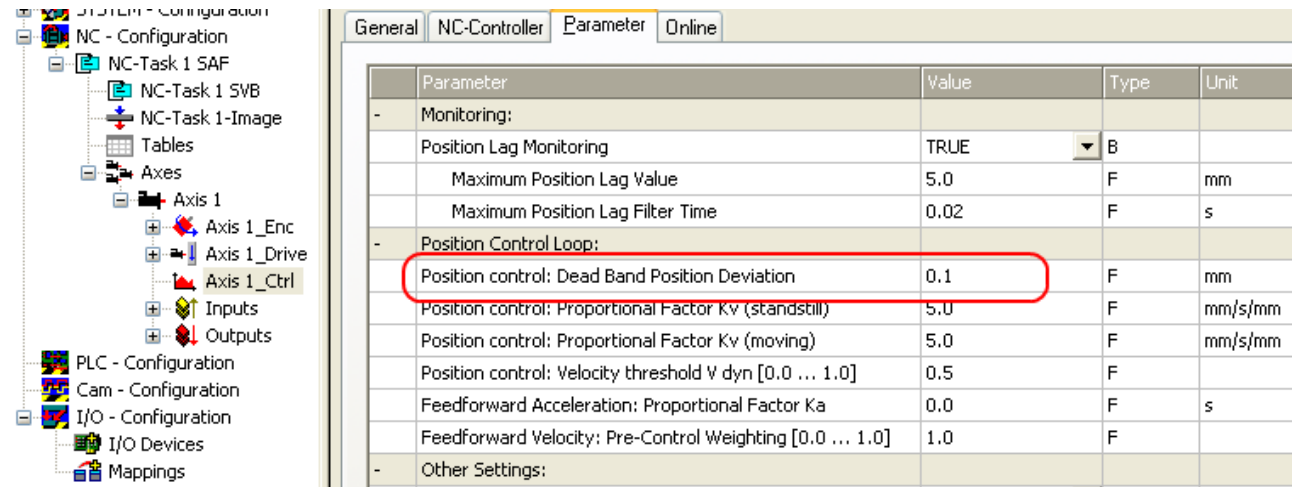 SYSTEM - Configuration
NC - Configuration
NC-Task 1 SAF
NC-Task 1 SVB
NC-Task 1-Image
Tables
Axes
Axis 1
Axis 1_Enc
Axis 1_Drive
Axis 1_Ctrl
Inputs
Outputs
PLC - Configuration
Cam - Configuration
I/O - Configuration
I/O Devices
Mappings
General NC-Controller Parameter Online
Parameter Value Type Unit
- Monitoring:
Position Lag Monitoring TRUE B
Maximum Position Lag Value 5.0 F mm
Maximum Position Lag Filter Time 0.02 F s
- Position Control Loop:
Position control: Dead Band Position Deviation 0.1 F mm
Position control: Proportional Factor Kv (standstill) 5.0 F mm/s/mm
Position control: Proportional Factor Kv (moving) 5.0 F mm/s/mm
Position control: Velocity threshold V dyn [0.0 ... 1.0] 0.5 F
Feedforward Acceleration: Proportional Factor Ka 0.0 F s
Feedforward Velocity: Pre-Control Weighting [0.0 ... 1.0] 1.0 F
- Other Settings: